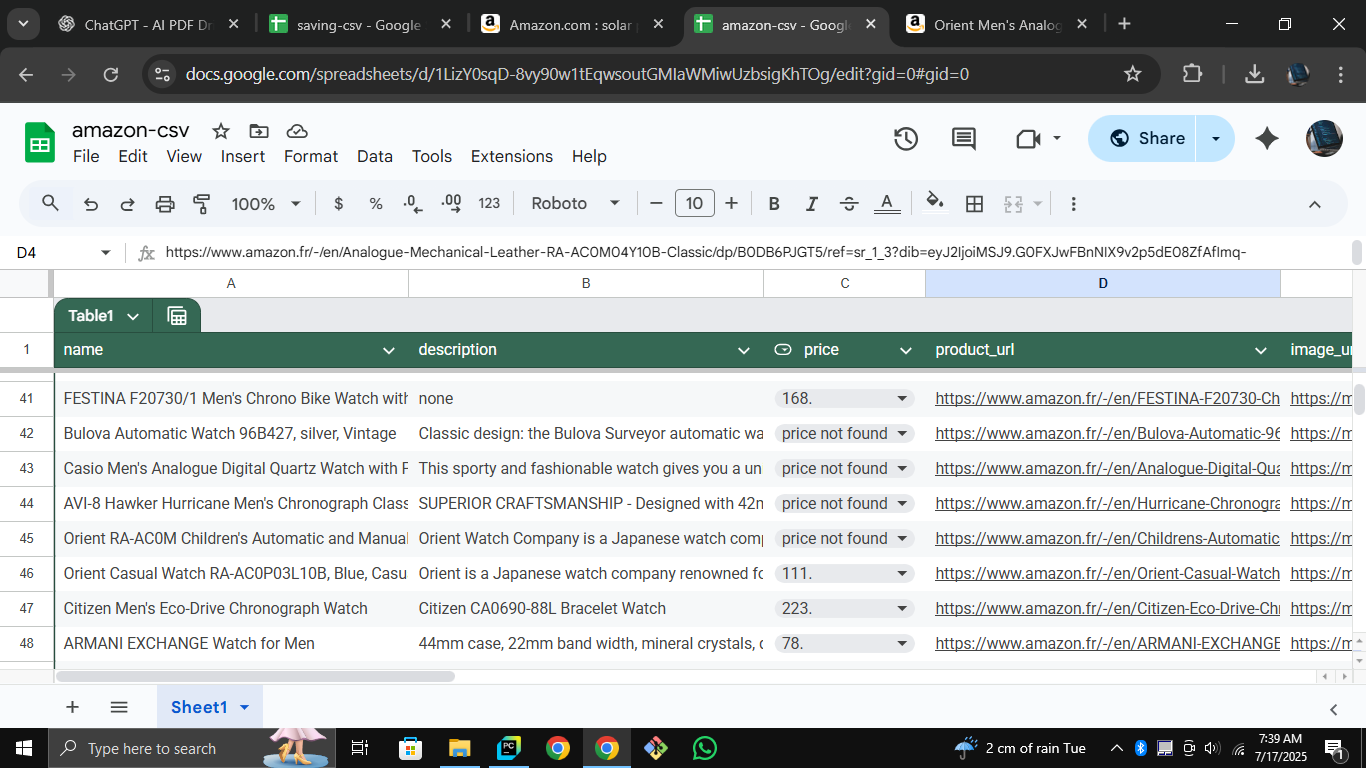 ChatGPT - AI PDF Dr
saving-csv - Google
Amazon.com : solar
amazon-csv - Googl
Orient Men's Analog
docs.google.com/spreadsheets/d/1LizY0sqD-8vy90w1tEqwsoutGMIaWMiwUzbsigKhTOg/edit?gid=0#gid=0
amazon-csv
File Edit View Insert Format Data Tools Extensions Help
Share
100% $ % .0 .00 123 Roboto 10 B I A
D4 fx https://www.amazon.fr/-/en/Analogue-Mechanical-Leather-RA-AC0M04Y10B-Classic/dp/B0DB6PJGT5/ref=sr_1_3?dib=eyJ2IjoiMSJ9.G0FXJwFBnNIX9v2p5dE08ZfAfImq-
A B C D
Table1
1 name description price product_url image_u
41 FESTINA F20730/1 Men's Chrono Bike Watch with none 168. https://www.amazon.fr/-/en/FESTINA-F20730-Ch https://m
42 Bulova Automatic Watch 96B427, silver, Vintage Classic design: the Bulova Surveyor automatic wa price not found https://www.amazon.fr/-/en/Bulova-Automatic-96 https://m
43 Casio Men's Analogue Digital Quartz Watch with F This sporty and fashionable watch gives you a un price not found https://www.amazon.fr/-/en/Analogue-Digital-Qua https://m
44 AVI-8 Hawker Hurricane Men's Chronograph Class SUPERIOR CRAFTSMANSHIP - Designed with 42m price not found https://www.amazon.fr/-/en/Hurricane-Chronogra https://m
45 Orient RA-AC0M Children's Automatic and Manual Orient Watch Company is a Japanese watch comp price not found https://www.amazon.fr/-/en/Childrens-Automatic https://m
46 Orient Casual Watch RA-AC0P03L10B, Blue, Casu Orient is a Japanese watch company renowned fo 111. https://www.amazon.fr/-/en/Orient-Casual-Watch https://m
47 Citizen Men's Eco-Drive Chronograph Watch Citizen CA0690-88L Bracelet Watch 223. https://www.amazon.fr/-/en/Citizen-Eco-Drive-Chr https://m
48 ARMANI EXCHANGE Watch for Men 44mm case, 22mm band width, mineral crystals, c 78. https://www.amazon.fr/-/en/ARMANI-EXCHANGE https://m
Sheet1
Type here to search
PC
2 cm of rain Tue
7:39 AM
7/17/2025
1